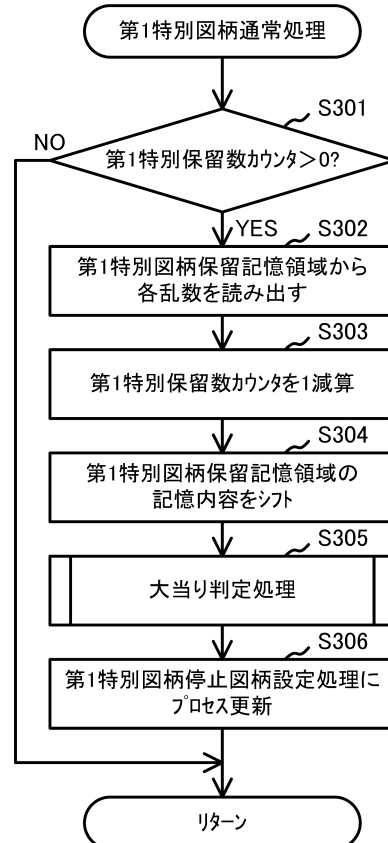 第1特別図柄通常処理
S301
NO
第1特別保留数カウンタ>0?
YES
S302
第1特別図柄保留記憶領域から
各乱数を読み出す
S303
第1特別保留数カウンタを1減算
S304
第1特別図柄保留記憶領域の
記憶内容をシフト
S305
大当り判定処理
S306
第1特別図柄停止図柄設定処理に
プロセス更新
リターン